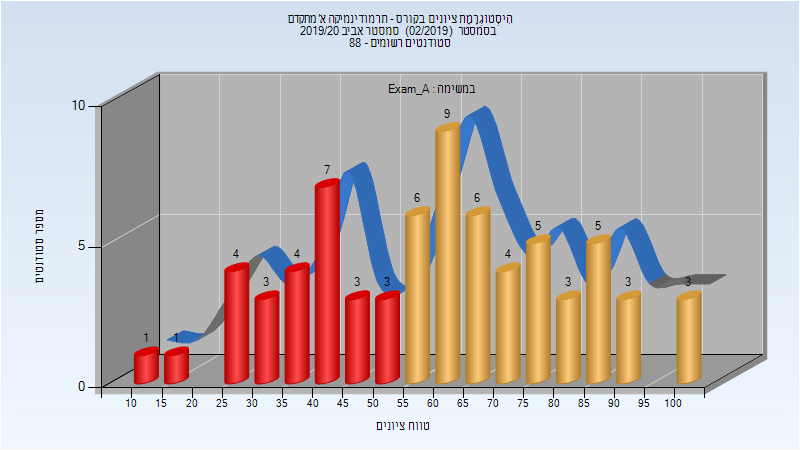 היסטוגרמת ציונים בקורס - תרמודינמיקה א' מתקדם
בסמסטר (02/2019) סמסטר אביב 2019/20
סטודנטים רשומים - 88
במשימה : Exam_A
מספר סטודנטים
10
5
0
1
1
4
3
4
7
3
3
6
9
6
4
5
3
5
3
3
10 15 20 25 30 35 40 45 50 55 60 65 70 75 80 85 90 95 100
טווח ציונים